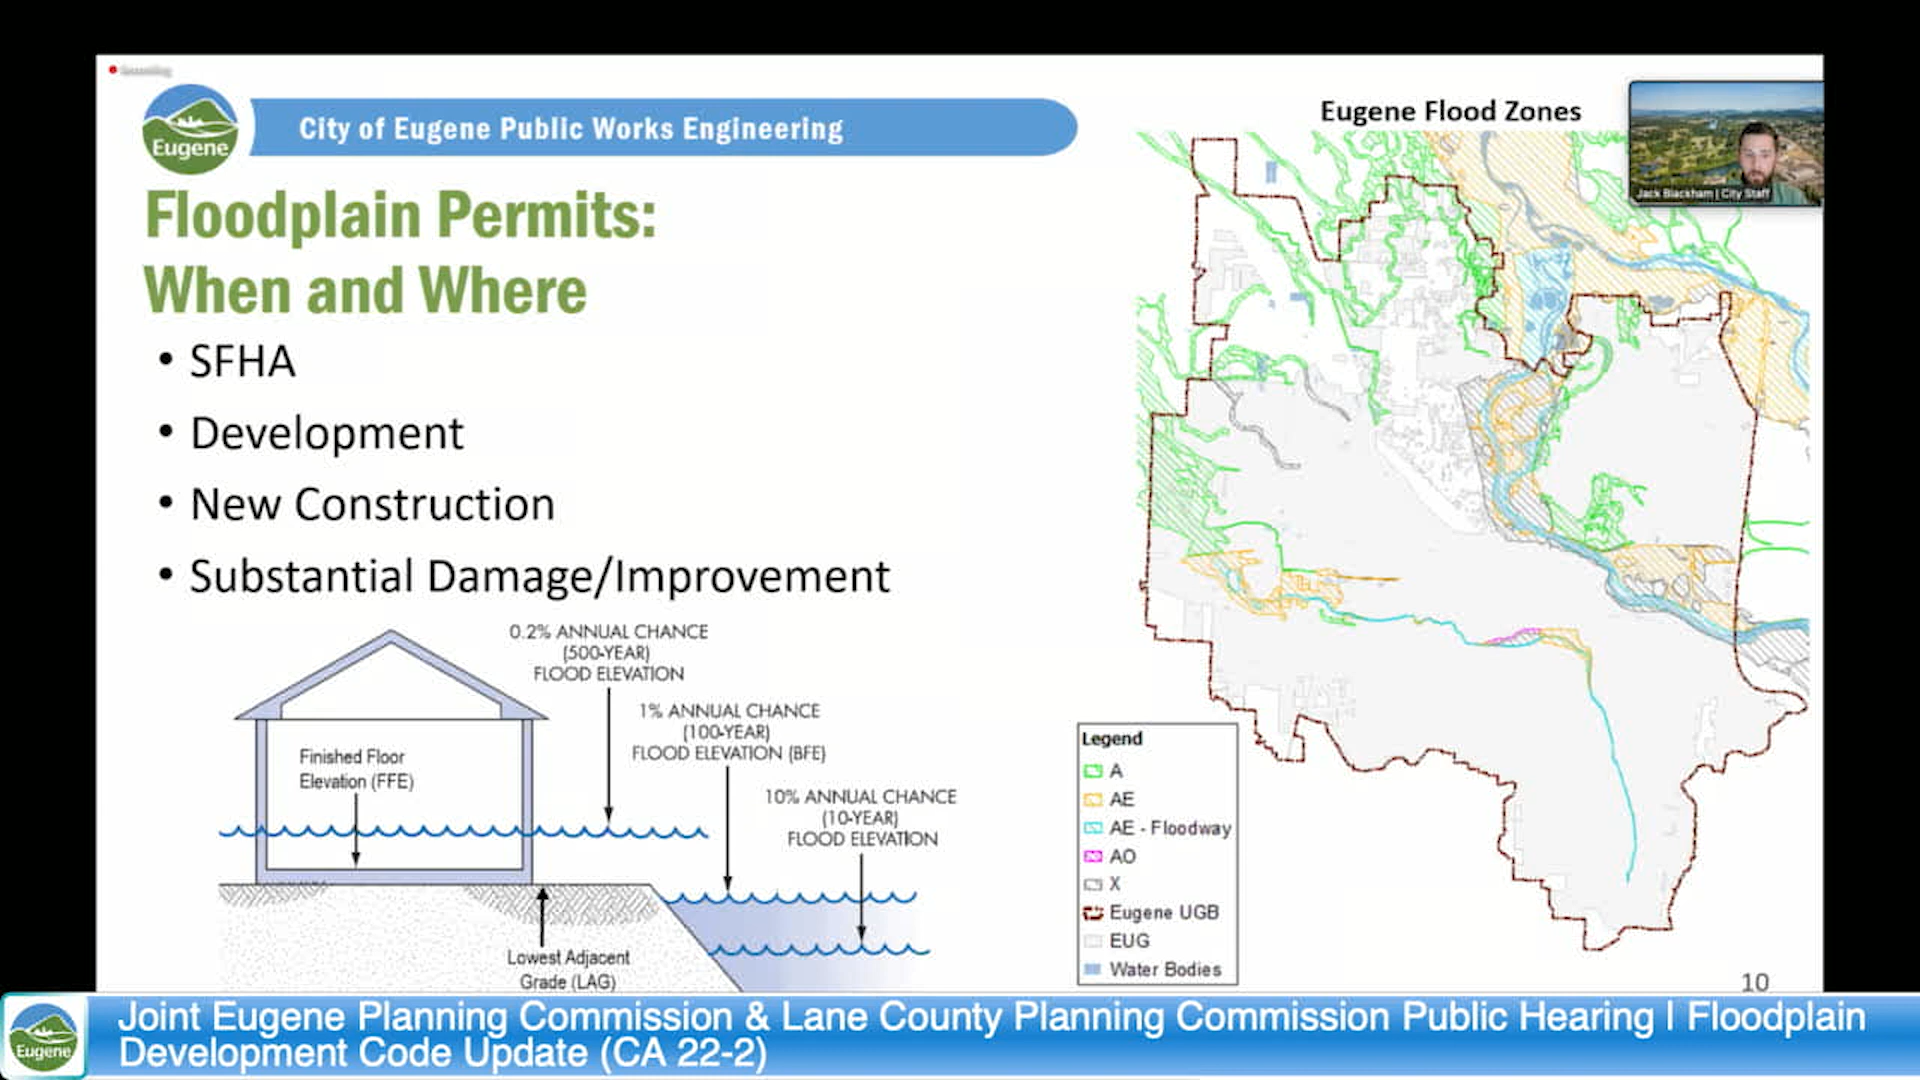 Recording
Eugene
City of Eugene Public Works Engineering
Eugene Flood Zones
Jack Blackham | City Staff
Floodplain Permits:
When and Where
• SFHA
• Development
• New Construction
• Substantial Damage/Improvement
0.2% ANNUAL CHANCE
(500-YEAR)
FLOOD ELEVATION
1% ANNUAL CHANCE
(100-YEAR)
FLOOD ELEVATION (BFE)
10% ANNUAL CHANCE
(10-YEAR)
FLOOD ELEVATION
Finished Floor
Elevation (FFE)
Lowest Adjacent
Grade (LAG)
Legend
A
AE
AE - Floodway
AO
X
Eugene UGB
EUG
Water Bodies
10
Eugene
Joint Eugene Planning Commission & Lane County Planning Commission Public Hearing | Floodplain
Development Code Update (CA 22-2)